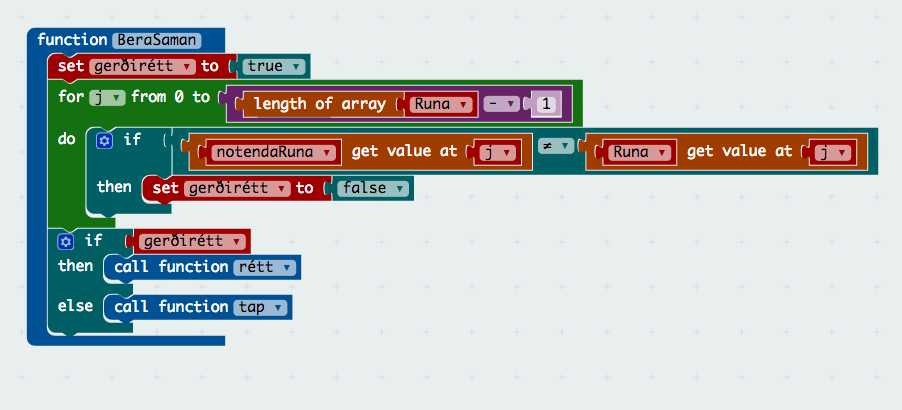 function BeraSaman
set gerðirétt to true
for j from 0 to length of array Runa - 1
do if notendaRuna get value at j ≠ Runa get value at j
then set gerðirétt to false
if gerðirétt
then call function rétt
else call function tap